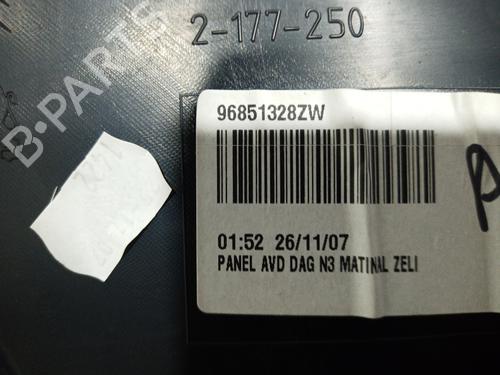 2-177-250
B-PARTS
96851328ZW
01:52 26/11/07
PANEL AVD DAG N3 MATINAL ZELI